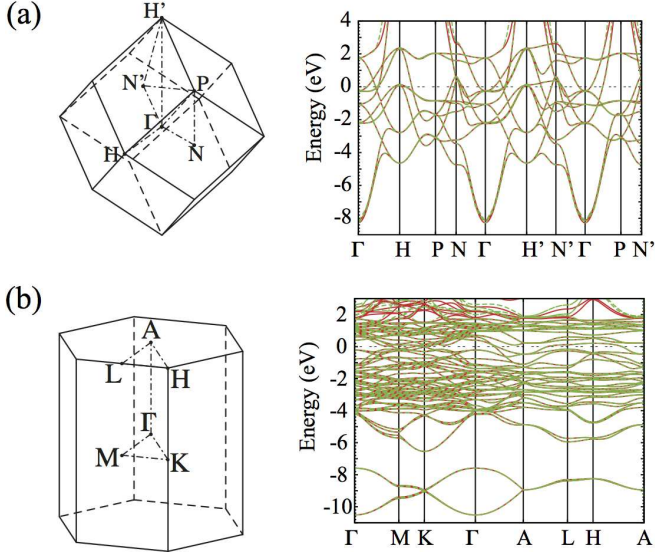 (a)
H'
N'
P
Γ
H
N
Energy (eV)
4
2
0
-2
-4
-6
-8
Γ H P N Γ H' N' Γ P N'
(b)
A
L
H
Γ
M
K
Energy (eV)
2
0
-2
-4
-6
-8
-10
Γ M K Γ A L H A